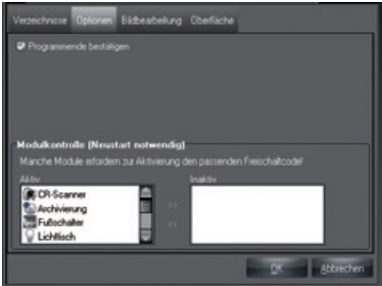 Verzeichnisse Optionen Bildbearbeitung Oberfläche
Programmende bestätigen
Modulkontrolle (Neustart notwendig)
Manche Module erfordern zur Aktivierung den passenden Freischaltcode!
Aktiv Inaktiv
CR-Scanner
Archivierung
Fußschalter
Lichttisch
>>
<<
OK Abbrechen